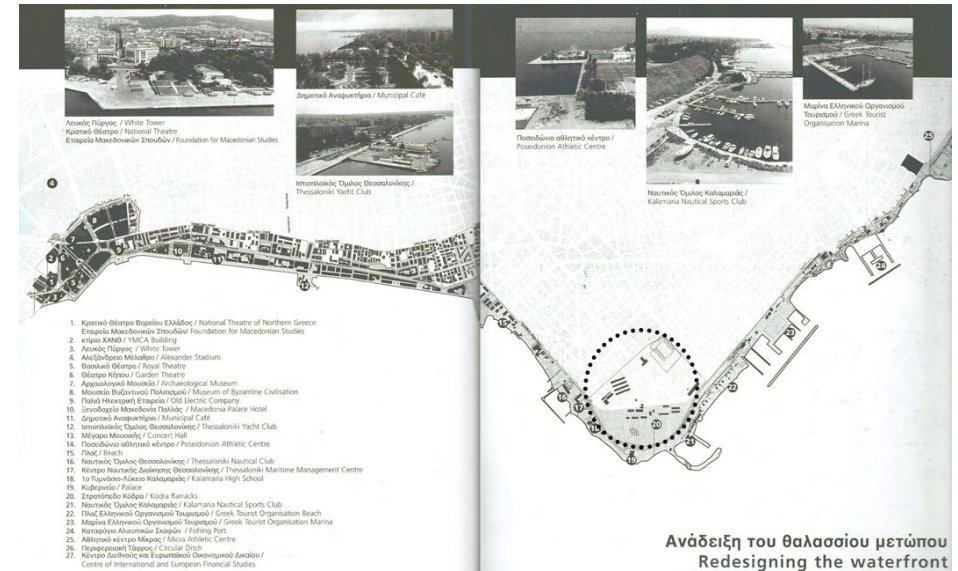 Λευκός Πύργος / White Tower
Κρατικό Θέατρο / National Theatre
Εταιρεία Μακεδονικών Σπουδών / Foundation for Macedonian Studies
Δημοτικό Αναψυκτήριο / Municipal Café
Ιστιοπλοϊκός Όμιλος Θεσσαλονίκης /
Thessaloniki Yacht Club
Ποσειδώνιο αθλητικό κέντρο /
Poseidonion Athletic Centre
Ναυτικός Όμιλος Καλαμαριάς /
Kalamaria Nautical Sports Club
Μαρίνα Ελληνικού Οργανισμού
Τουρισμού / Greek Tourist
Organisation Marina
1. Κρατικό Θέατρο Βορείου Ελλάδος / National Theatre of Northern Greece
Εταιρεία Μακεδονικών Σπουδών/ Foundation for Macedonian Studies
2. κτίριο ΧΑΝΘ / YMCA Building
3. Λευκός Πύργος / White Tower
4. Αλεξάνδρειο Μέλαθρο / Alexander Stadium
5. Βασιλικό Θέατρο / Royal Theatre
6. Θέατρο Κήπου / Garden Theatre
7. Αρχαιολογικό Μουσείο / Archaeological Museum
8. Μουσείο Βυζαντινού Πολιτισμού / Museum of Byzantine Civilisation
9. Παλιά Ηλεκτρική Εταιρεία / Old Electric Company
10. Ξενοδοχείο Μακεδονία Παλλάς / Macedonia Palace Hotel
11. Δημοτικό Αναψυκτήριο / Municipal Café
12. Ιστιοπλοϊκός Όμιλος Θεσσαλονίκης / Thessaloniki Yacht Club
13. Μέγαρο Μουσικής / Concert Hall
14. Ποσειδώνιο αθλητικό κέντρο / Poseidonion Athletic Centre
15. Πλαζ / Beach
16. Ναυτικός Όμιλος Θεσσαλονίκης / Thessaloniki Nautical Club
17. Κέντρο Ναυτικής Διοίκησης Θεσσαλονίκης / Thessaloniki Maritime Management Centre
18. 1ο Γυμνάσιο-Λύκειο Καλαμαριάς / Kalamaria High School
19. Κυβερνείο / Palace
20. Στρατόπεδο Κόδρα / Kodra Barracks
21. Ναυτικός Όμιλος Καλαμαριάς / Kalamaria Nautical Sports Club
22. Πλαζ Ελληνικού Οργανισμού Τουρισμού / Greek Tourist Organisation Beach
23. Μαρίνα Ελληνικού Οργανισμού Τουρισμού / Greek Tourist Organisation Marina
24. Καταφύγιο Αλιευτικών Σκαφών / Fishing Port
25. Αθλητικό κέντρο Μίκρας / Micra Athletic Centre
26. Περιφερειακή Τάφρος / Circular Ditch
27. Κέντρο Διεθνούς και Ευρωπαϊκού Οικονομικού Δικαίου /
Centre of International and European Financial Studies
Ανάδειξη του θαλασσίου μετώπου
Redesigning the waterfront